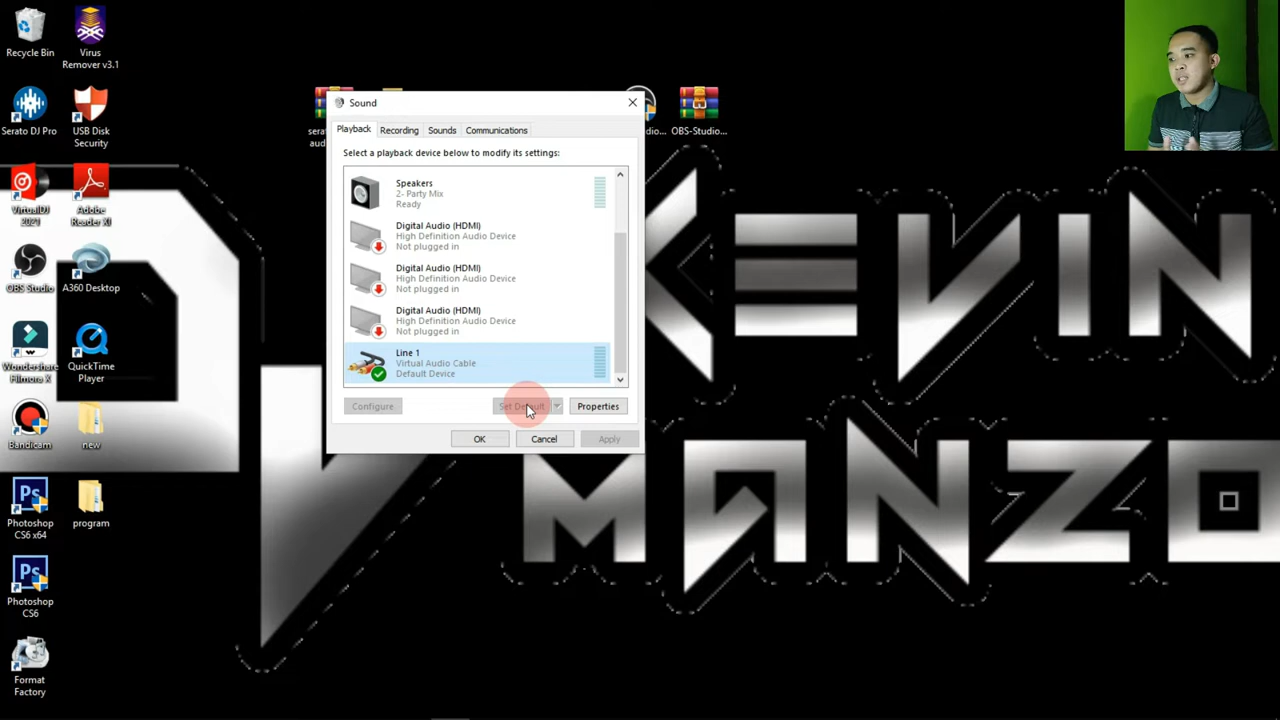 Recycle Bin
Virus
Remover v3.1
Serato DJ Pro
USB Disk
Security
VirtualDJ
2021
Adobe
Reader XI
OBS Studio
A360 Desktop
Wondershare
Filmora X
QuickTime
Player
Bandicam
new
Photoshop
CS6 x64
program
Photoshop
CS6
Format
Factory
OBS-Studio...
Sound
Playback
Recording
Sounds
Communications
Select a playback device below to modify its settings:
Speakers
2- Party Mix
Ready
Digital Audio (HDMI)
High Definition Audio Device
Not plugged in
Digital Audio (HDMI)
High Definition Audio Device
Not plugged in
Digital Audio (HDMI)
High Definition Audio Device
Not plugged in
Line 1
Virtual Audio Cable
Default Device
Configure
Set Default
Properties
OK
Cancel
Apply
KEVIN
MANZO